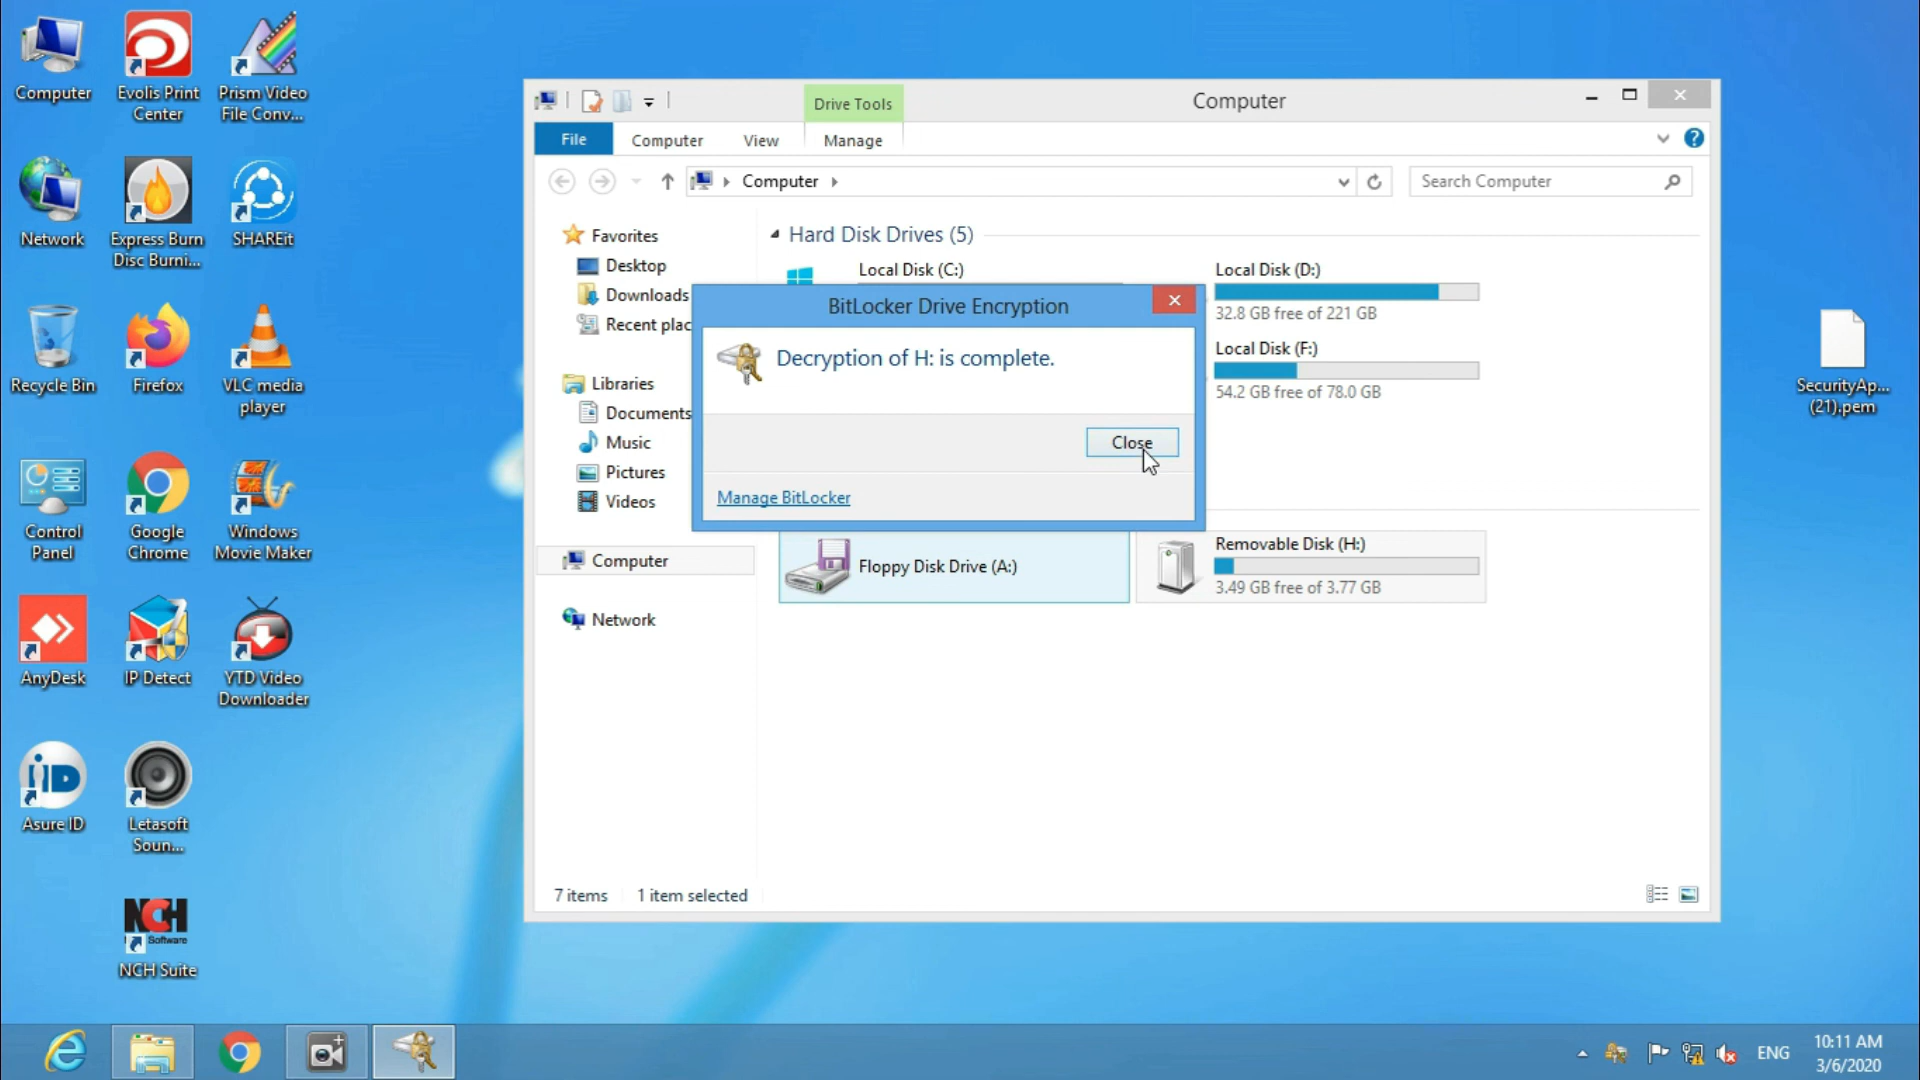 Computer
Evolis Print
Center
Prism Video
File Conv...
Network
Express Burn
Disc Burni...
SHAREit
Recycle Bin
Firefox
VLC media
player
Control
Panel
Google
Chrome
Windows
Movie Maker
AnyDesk
IP Detect
YTD Video
Downloader
Asure ID
Letasoft
Soun...
NCH
Software
NCH Suite
SecurityAp...
(21).pem
Drive Tools
Computer
File
Computer
View
Manage
Computer
Search Computer
Favorites
Desktop
Downloads
Recent plac
Libraries
Documents
Music
Pictures
Videos
Computer
Network
Hard Disk Drives (5)
Local Disk (C:)
Local Disk (D:)
32.8 GB free of 221 GB
Local Disk (F:)
54.2 GB free of 78.0 GB
BitLocker Drive Encryption
Decryption of H: is complete.
Close
Manage BitLocker
Floppy Disk Drive (A:)
Removable Disk (H:)
3.49 GB free of 3.77 GB
7 items
1 item selected
ENG
10:11 AM
3/6/2020